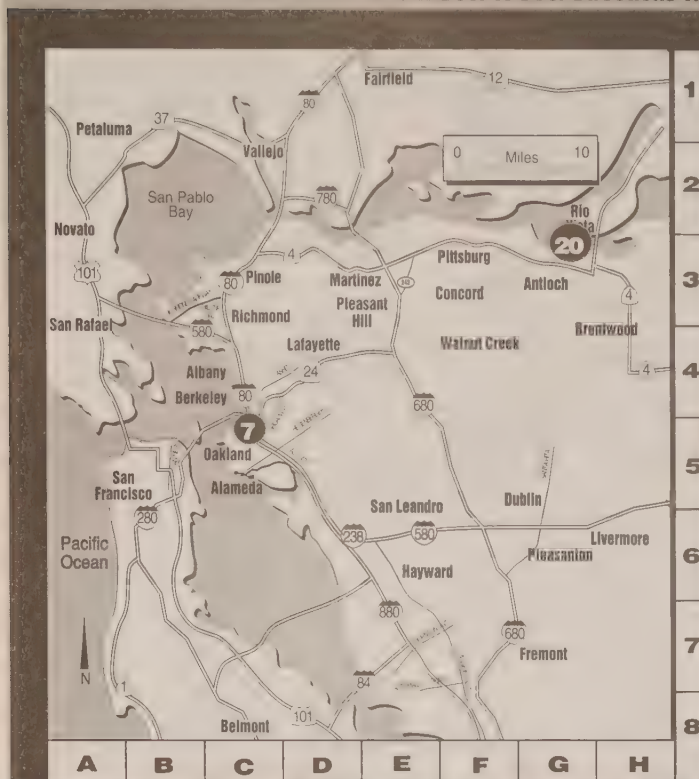 Fairfield
12
1
80
Petaluma
37
Vallejo
0 Miles 10
2
San Pablo
Bay
780
Rio
Novato
20
101
80
Pinole
4
Martinez
Pittsburg
Antioch
3
Pleasant
Hill
Concord
4
San Rafael
580
Richmond
Brentwood
Lafayette
Walnut Creek
Albany
24
4
4
Berkeley
80
680
7
Oakland
5
San
Francisco
Alameda
San Leandro
Dublin
280
238
580
Livermore
Pacific
Ocean
Pleasanton
6
Hayward
880
680
7
Fremont
N
84
1
101
Belmont
8
A B C D E F G H